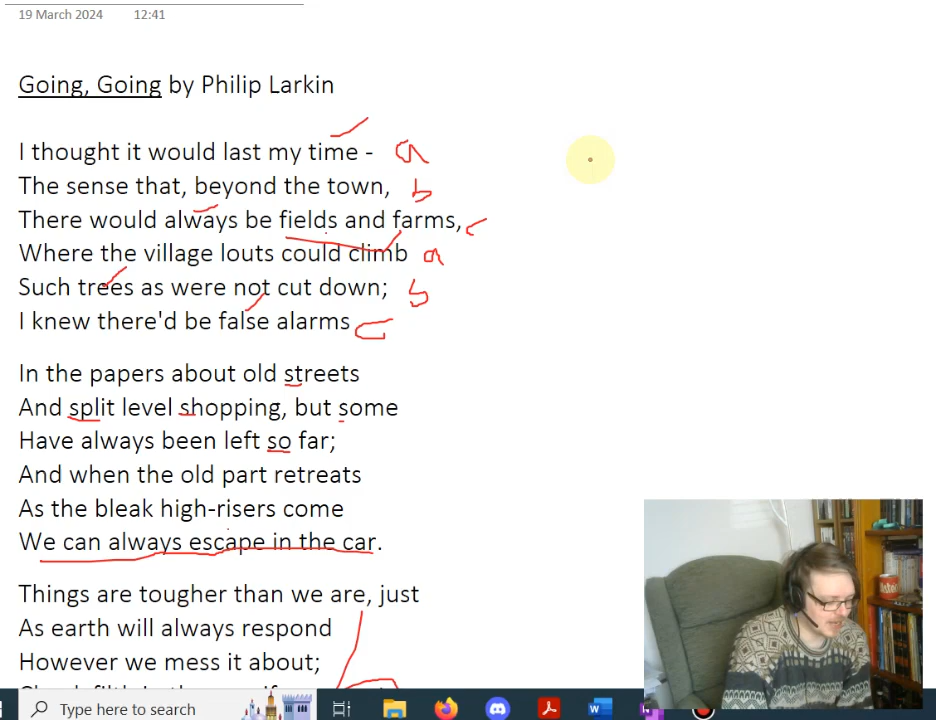 19 March 2024 12:41
Going, Going by Philip Larkin
I thought it would last my time - a
The sense that, beyond the town, b
There would always be fields and farms, c
Where the village louts could climb a
Such trees as were not cut down; b
I knew there'd be false alarms c
In the papers about old streets
And split level shopping, but some
Have always been left so far;
And when the old part retreats
As the bleak high-risers come
We can always escape in the car.
Things are tougher than we are, just
As earth will always respond
However we mess it about;
Type here to search